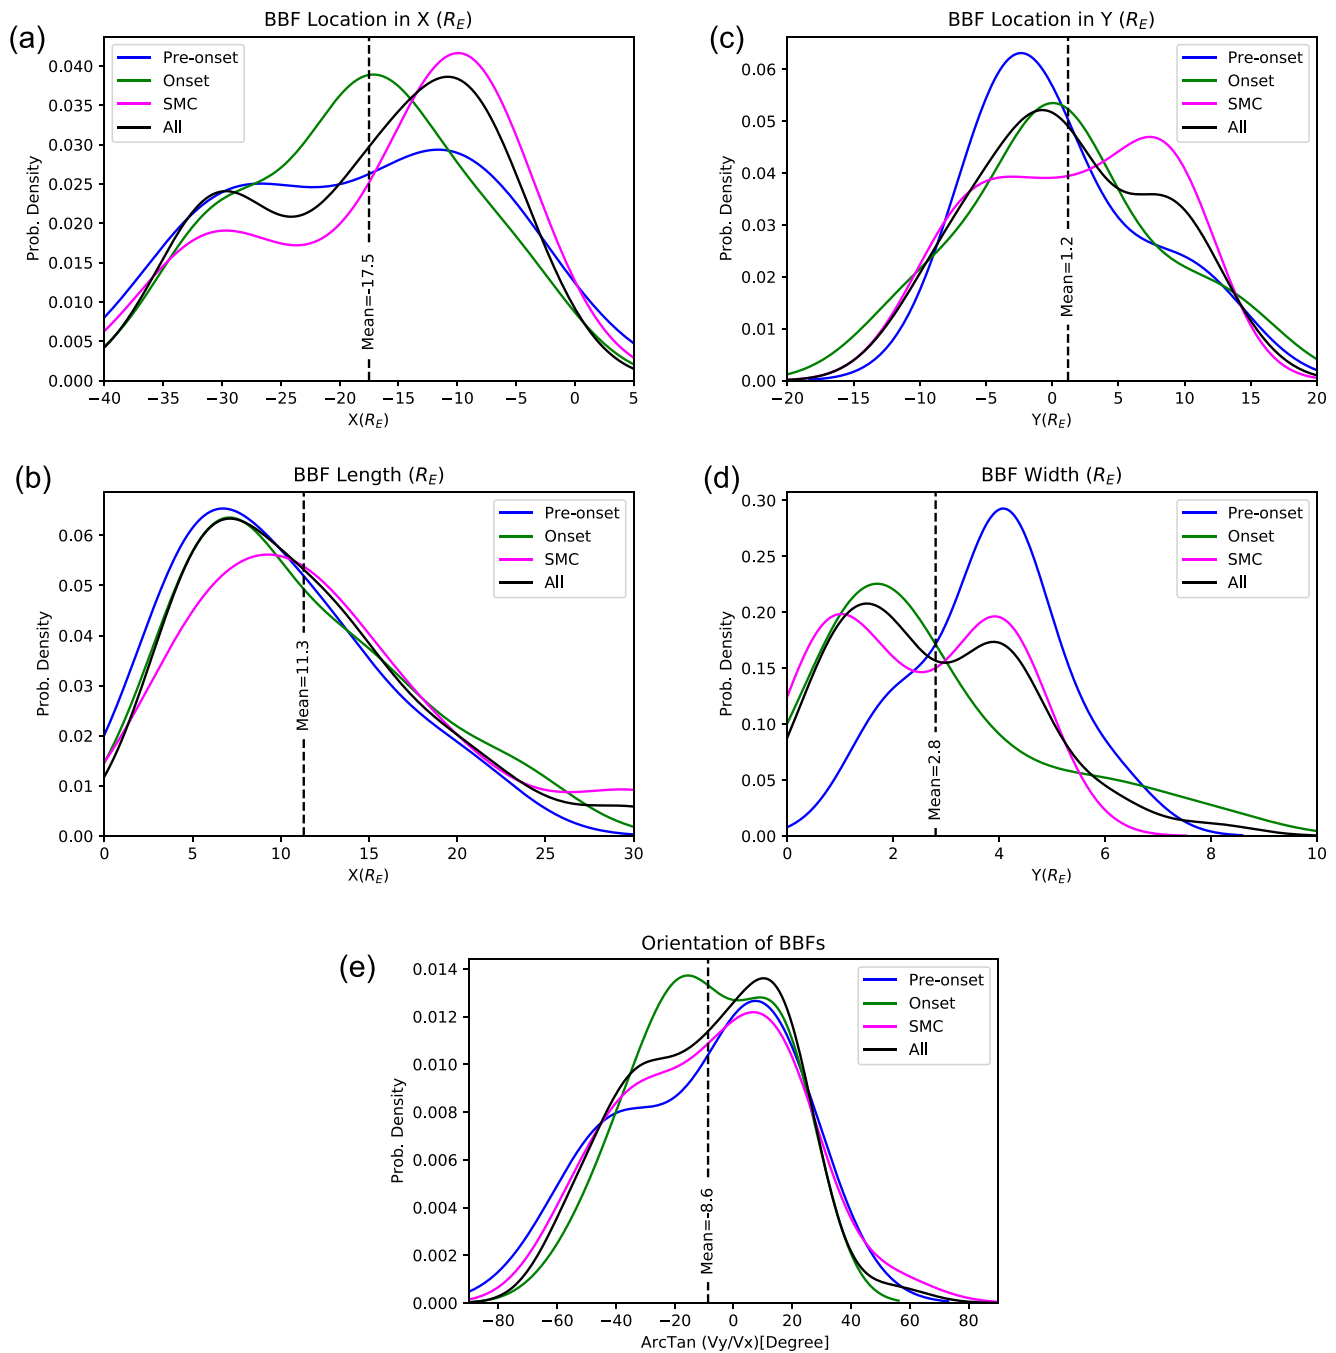 (a)
BBF Location in X (R_E)
Pre-onset
Onset
SMC
All
Prob. Density
0.040
0.035
0.030
0.025
0.020
0.015
0.010
0.005
0.000
Mean=-17.5
−40 −35 −30 −25 −20 −15 −10 −5 0 5
X(R_E)
(c)
BBF Location in Y (R_E)
Pre-onset
Onset
SMC
All
Prob. Density
0.06
0.05
0.04
0.03
0.02
0.01
0.00
Mean=1.2
−20 −15 −10 −5 0 5 10 15 20
Y(R_E)
(b)
BBF Length (R_E)
Pre-onset
Onset
SMC
All
Prob. Density
0.06
0.05
0.04
0.03
0.02
0.01
0.00
Mean=11.3
0 5 10 15 20 25 30
X(R_E)
(d)
BBF Width (R_E)
Pre-onset
Onset
SMC
All
Prob. Density
0.30
0.25
0.20
0.15
0.10
0.05
0.00
Mean=2.8
0 2 4 6 8 10
Y(R_E)
(e)
Orientation of BBFs
Pre-onset
Onset
SMC
All
Prob. Density
0.014
0.012
0.010
0.008
0.006
0.004
0.002
0.000
Mean=-8.6
−80 −60 −40 −20 0 20 40 60 80
ArcTan (Vy/Vx)[Degree]